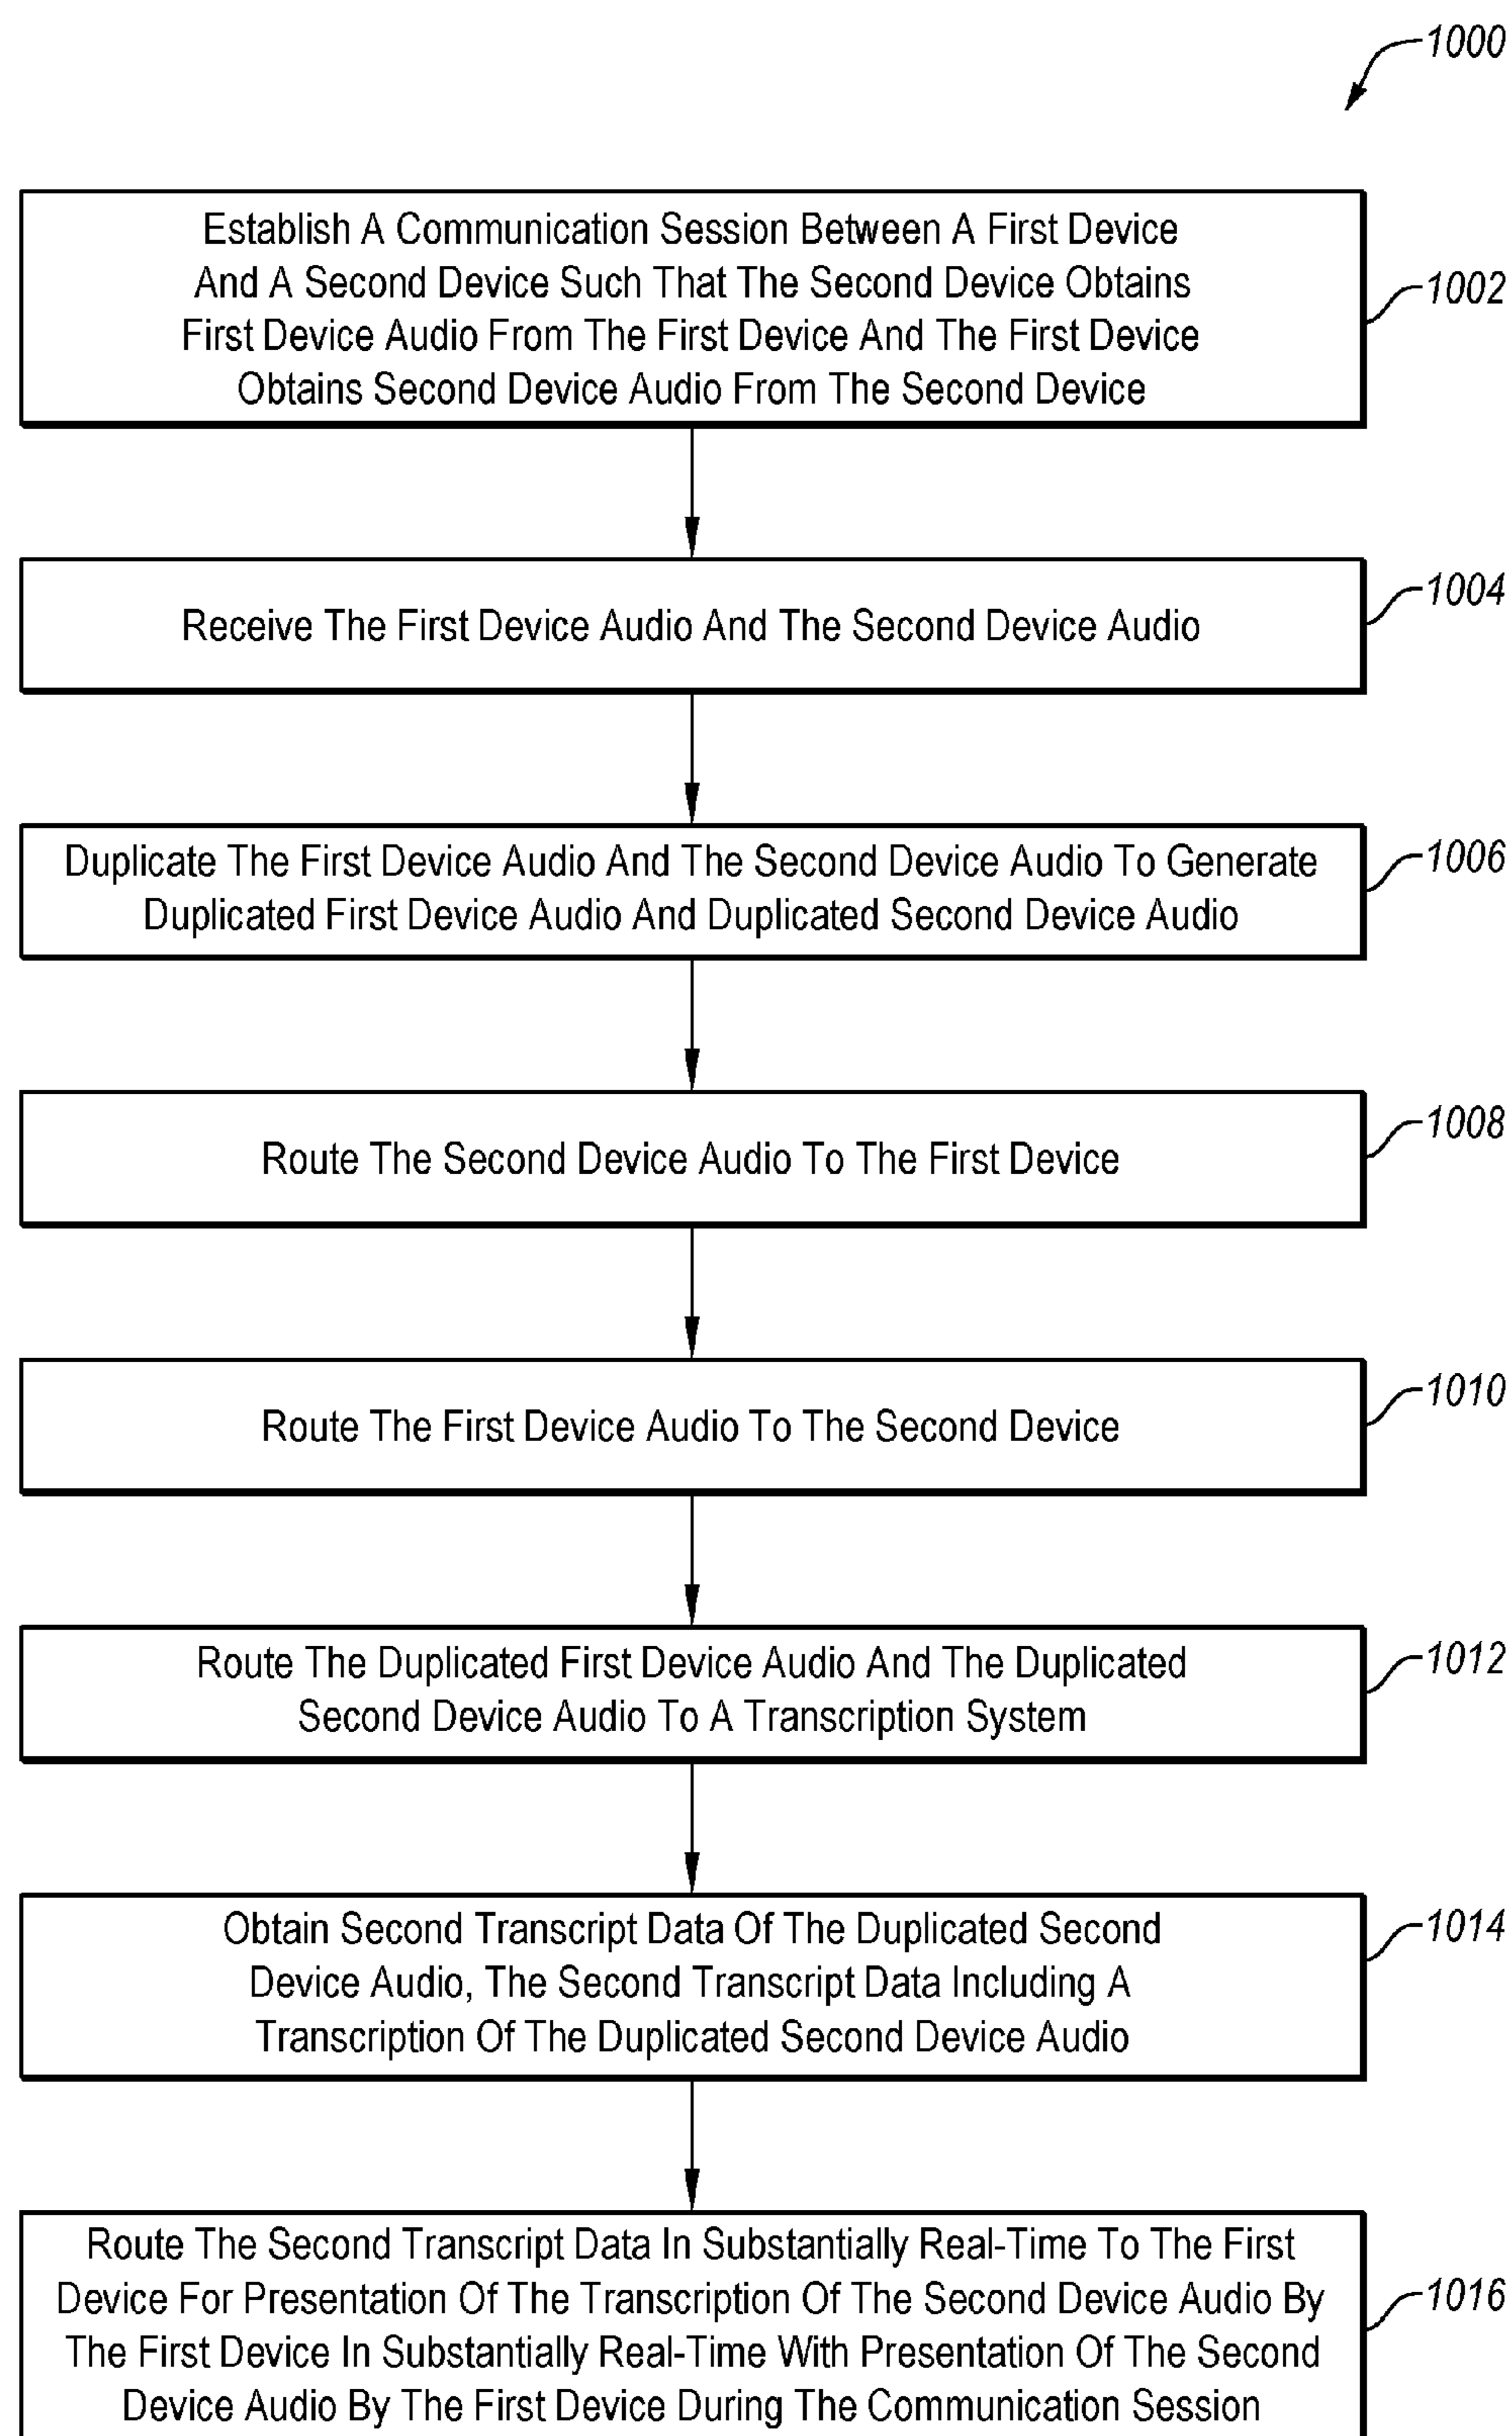 1000
Establish A Communication Session Between A First Device
And A Second Device Such That The Second Device Obtains
First Device Audio From The First Device And The First Device
Obtains Second Device Audio From The Second Device
1002
Receive The First Device Audio And The Second Device Audio
1004
Duplicate The First Device Audio And The Second Device Audio To Generate
Duplicated First Device Audio And Duplicated Second Device Audio
1006
Route The Second Device Audio To The First Device
1008
Route The First Device Audio To The Second Device
1010
Route The Duplicated First Device Audio And The Duplicated
Second Device Audio To A Transcription System
1012
Obtain Second Transcript Data Of The Duplicated Second
Device Audio, The Second Transcript Data Including A
Transcription Of The Duplicated Second Device Audio
1014
Route The Second Transcript Data In Substantially Real-Time To The First
Device For Presentation Of The Transcription Of The Second Device Audio By
The First Device In Substantially Real-Time With Presentation Of The Second
Device Audio By The First Device During The Communication Session
1016